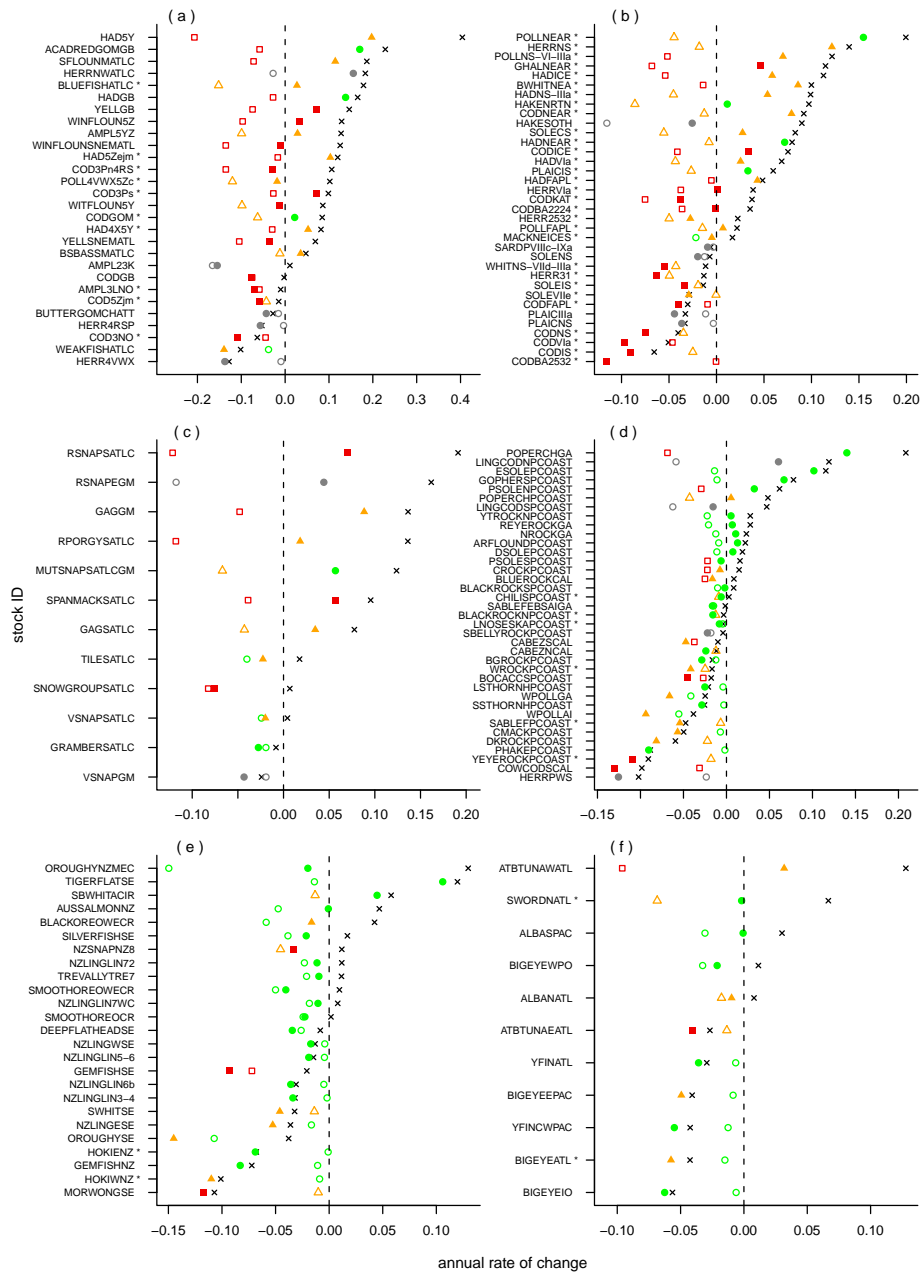 ( a )
HAD5Y
ACADREDGOMGB
SFLOUNMATLC
HERRNWATLC
BLUEFISHATLC *
HADGB
YELLGB
WINFLOUN5Z
AMPL5YZ
WINFLOUNSNEMATL
HAD5Zejm *
COD3Pn4RS *
POLL4VWX5Zc *
COD3Ps *
WITFLOUN5Y
CODGOM *
HAD4X5Y *
YELLSNEMATL
BSBASSMATLC
AMPL23K
CODGB
AMPL3LNO *
COD5Zjm *
BUTTERGOMCHATT
HERR4RSP
COD3NO *
WEAKFISHATLC
HERR4VWX
−0.2 −0.1 0.0 0.1 0.2 0.3 0.4
( b )
POLLNEAR *
HERRNS *
POLLNS−VI−IIIa *
GHALNEAR *
HADICE *
BWHITNEA
HADNS−IIIa *
HAKENRTN *
CODNEAR *
HAKESOTH
SOLECS *
HADNEAR *
CODICE *
HADVIa *
PLAICIS *
HADFAPL *
HERRVIa *
CODKAT *
CODBA2224 *
HERR2532 *
POLLFAPL *
MACKNEICES *
SARDPVIIIc−IXa
SOLENS
WHITNS−VIId−IIIa *
HERR31 *
SOLEIS *
SOLEVIIe *
CODFAPL *
PLAICIIIa
PLAICNS
CODNS *
CODVIa *
CODIS *
CODBA2532 *
−0.10 −0.05 0.00 0.05 0.10 0.15 0.20
( c )
RSNAPSATLC
RSNAPEGM
GAGGM
RPORGYSATLC
MUTSNAPSATLCGM
SPANMACKSATLC
GAGSATLC
TILESATLC
SNOWGROUPSATLC
VSNAPSATLC
GRAMBERSATLC
VSNAPGM
−0.10 0.00 0.05 0.10 0.15 0.20
( d )
POPERCHGA
LINGCODNPCOAST
ESOLEPCOAST
GOPHERSPCOAST
PSOLENPCOAST
POPERCHPCOAST
LINGCODSPCOAST
YTROCKNPCOAST
REYEROCKGA
NROCKGA
ARFLOUNDPCOAST
DSOLEPCOAST
PSOLESPCOAST
CROCKPCOAST
BLUEROCKCAL
BLACKROCKSPCOAST
CHILISPCOAST *
SABLEFEBSAIGA
BLACKROCKNPCOAST *
LNOSESKAPCOAST *
SBELLYROCKPCOAST
CABEZSCAL
CABEZNCAL
BGROCKPCOAST
WROCKPCOAST *
BOCACCSPCOAST
LSTHORNHPCOAST
WPOLLGA
SSTHORNHPCOAST
WPOLLAI
SABLEFPCOAST *
CMACKPCOAST
DKROCKPCOAST
PHAKEPCOAST
YEYEROCKPCOAST *
COWCODSCAL
HERRPWS
−0.15 −0.05 0.00 0.05 0.10 0.15 0.20
( e )
OROUGHYNZMEC
TIGERFLATSE
SBWHITACIR
AUSSALMONNZ
BLACKOREOWECR
SILVERFISHSE
NZSNAPNZ8
NZLINGLIN72
TREVALLYTRE7
SMOOTHOREOWECR
NZLINGLIN7WC
SMOOTHOREOCR
DEEPFLATHEADSE
NZLINGWSE
NZLINGLIN5−6
GEMFISHSE
NZLINGLIN6b
NZLINGLIN3−4
SWHITSE
NZLINGESE
OROUGHYSE
HOKIENZ *
GEMFISHNZ
HOKIWNZ *
MORWONGSE
−0.15 −0.10 −0.05 0.00 0.05 0.10
( f )
ATBTUNAWATL
SWORDNATL *
ALBASPAC
BIGEYEWPO
ALBANATL
ATBTUNAEATL
YFINATL
BIGEYEEPAC
YFINCWPAC
BIGEYEATL *
BIGEYEIO
−0.10 −0.05 0.00 0.05 0.10
stock ID
annual rate of change